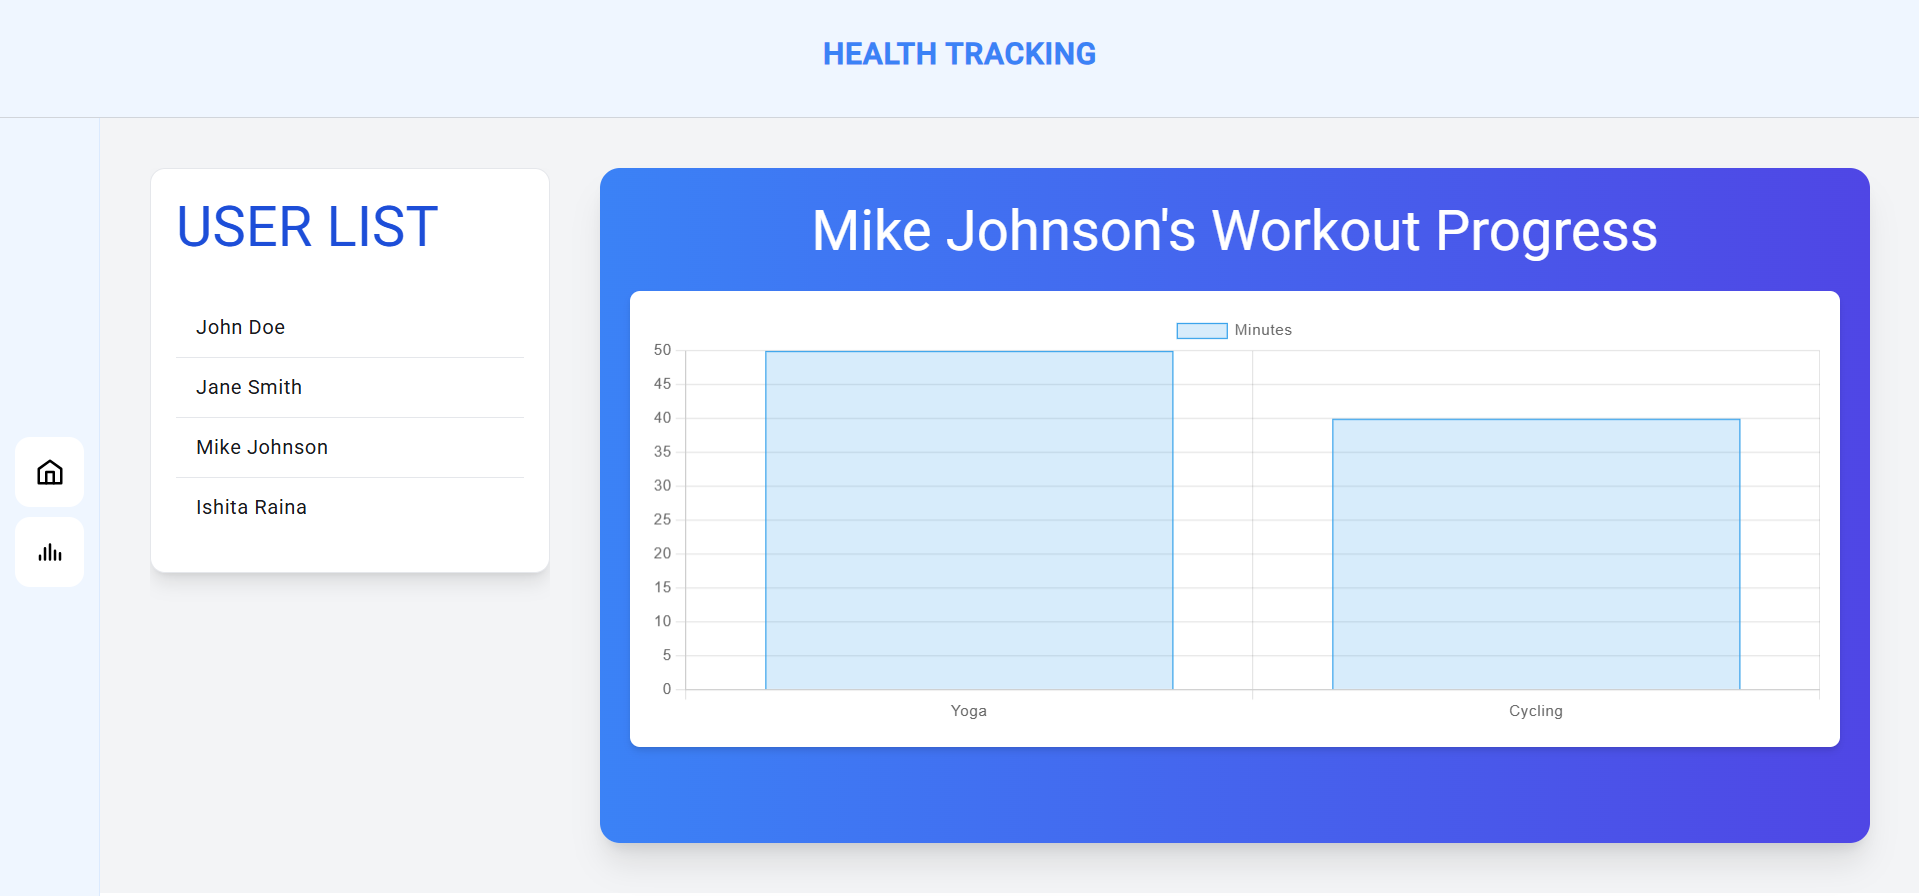 HEALTH TRACKING
USER LIST
John Doe
Jane Smith
Mike Johnson
Ishita Raina
Mike Johnson's Workout Progress
Minutes
50
45
40
35
30
25
20
15
10
5
0
Yoga Cycling